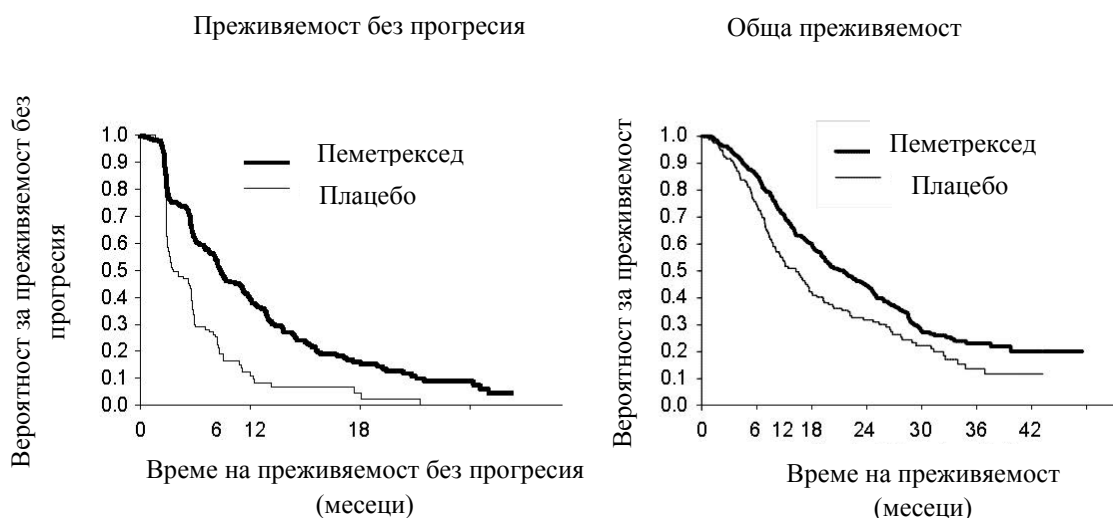 Преживяемост без прогресия
Вероятност за преживяемост без
прогресия
1.0
0.9
0.8
0.7
0.6
0.5
0.4
0.3
0.2
0.1
0.0
Пеметрексед
Плацебо
0 6 12 18
Време на преживяемост без прогресия
(месеци)
Обща преживяемост
Вероятност за преживяемост
1.0
0.9
0.8
0.7
0.6
0.5
0.4
0.3
0.2
0.1
0.0
Пеметрексед
Плацебо
0 6 12 18 24 30 42
Време на преживяемост
(месеци)